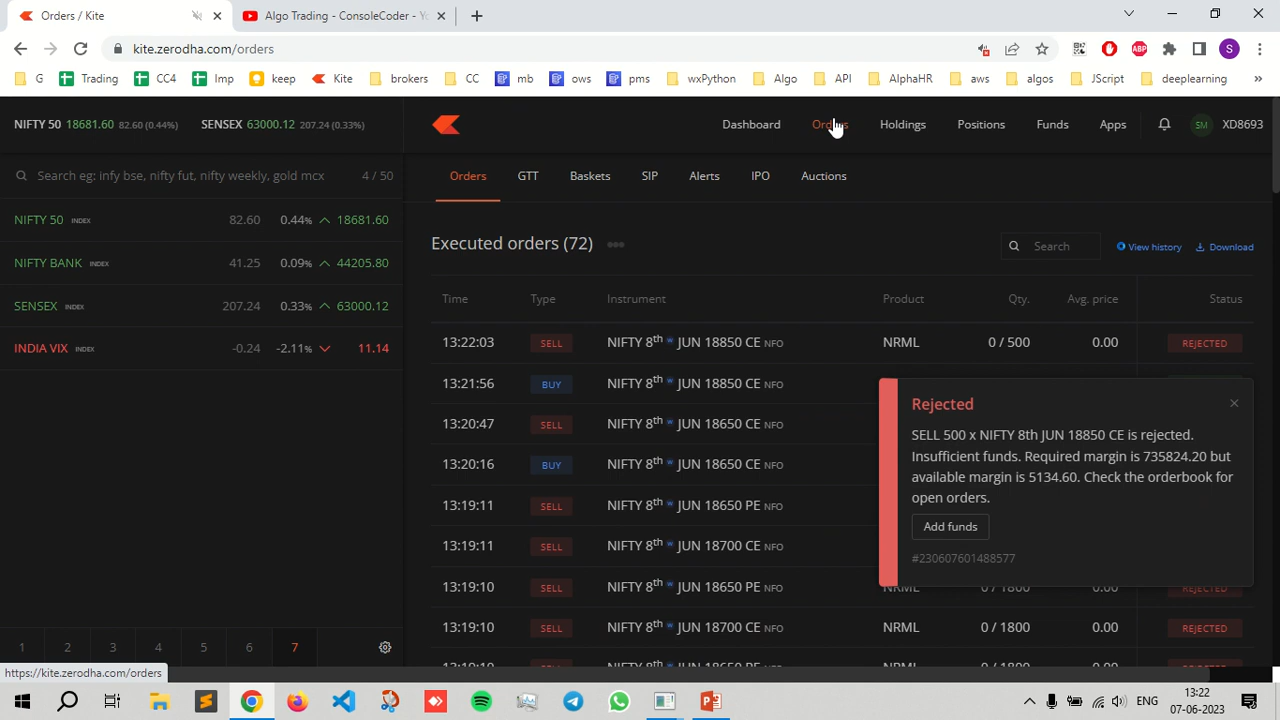 Orders / Kite
Algo Trading - ConsoleCoder - Y
kite.zerodha.com/orders
S
G
Trading
CC4
Imp
keep
Kite
brokers
CC
mb
ows
pms
wxPython
Algo
API
AlphaHR
aws
algos
JScript
deeplearning
»
NIFTY 50 18681.60 82.60 (0.44%) SENSEX 63000.12 207.24 (0.33%)
Dashboard Orders Holdings Positions Funds Apps SM XD8693
Search eg: infy bse, nifty fut, nifty weekly, gold mcx 4 / 50
Orders GTT Baskets SIP Alerts IPO Auctions
NIFTY 50 INDEX 82.60 0.44% 18681.60
NIFTY BANK INDEX 41.25 0.09% 44205.80
SENSEX INDEX 207.24 0.33% 63000.12
INDIA VIX INDEX -0.24 -2.11% 11.14
Executed orders (72) Search View history Download
Time Type Instrument Product Qty. Avg. price Status
13:22:03 SELL NIFTY 8th w JUN 18850 CE NFO NRML 0 / 500 0.00 REJECTED
13:21:56 BUY NIFTY 8th w JUN 18850 CE NFO
13:20:47 SELL NIFTY 8th w JUN 18650 CE NFO
13:20:16 BUY NIFTY 8th w JUN 18650 CE NFO
13:19:11 SELL NIFTY 8th w JUN 18650 PE NFO
13:19:11 SELL NIFTY 8th w JUN 18700 CE NFO
13:19:10 SELL NIFTY 8th w JUN 18650 PE NFO NRML 0 / 1800 0.00 REJECTED
13:19:10 SELL NIFTY 8th w JUN 18700 CE NFO NRML 0 / 1800 0.00 REJECTED
Rejected
SELL 500 x NIFTY 8th JUN 18850 CE is rejected.
Insufficient funds. Required margin is 735824.20 but
available margin is 5134.60. Check the orderbook for
open orders.
Add funds
#230607601488577
1 2 3 4 5 6 7
https://kite.zerodha.com/orders
ENG
13:22
07-06-2023